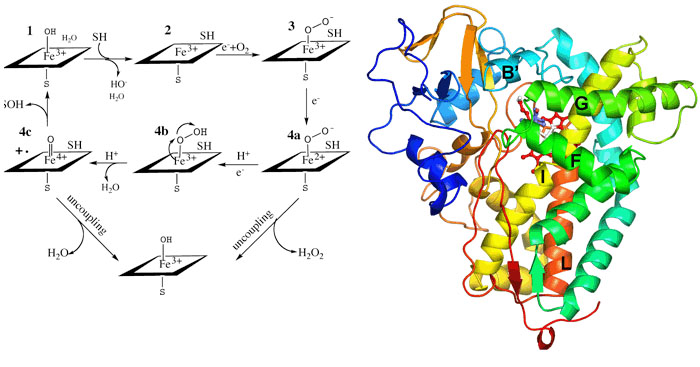 1
OH
H2O
Fe3+
S
SH
HO-
H2O
2
SH
Fe3+
S
e-+O2
3
O
O-
SH
Fe3+
S
e-
4a
O
O-
SH
Fe2+
S
H+
e-
4b
O
OH
SH
Fe3+
S
H+
H2O
4c
O
+•
SH
Fe4+
S
SOH
uncoupling
H2O
uncoupling
H2O2
OH
Fe3+
S
B'
G
F
I
L